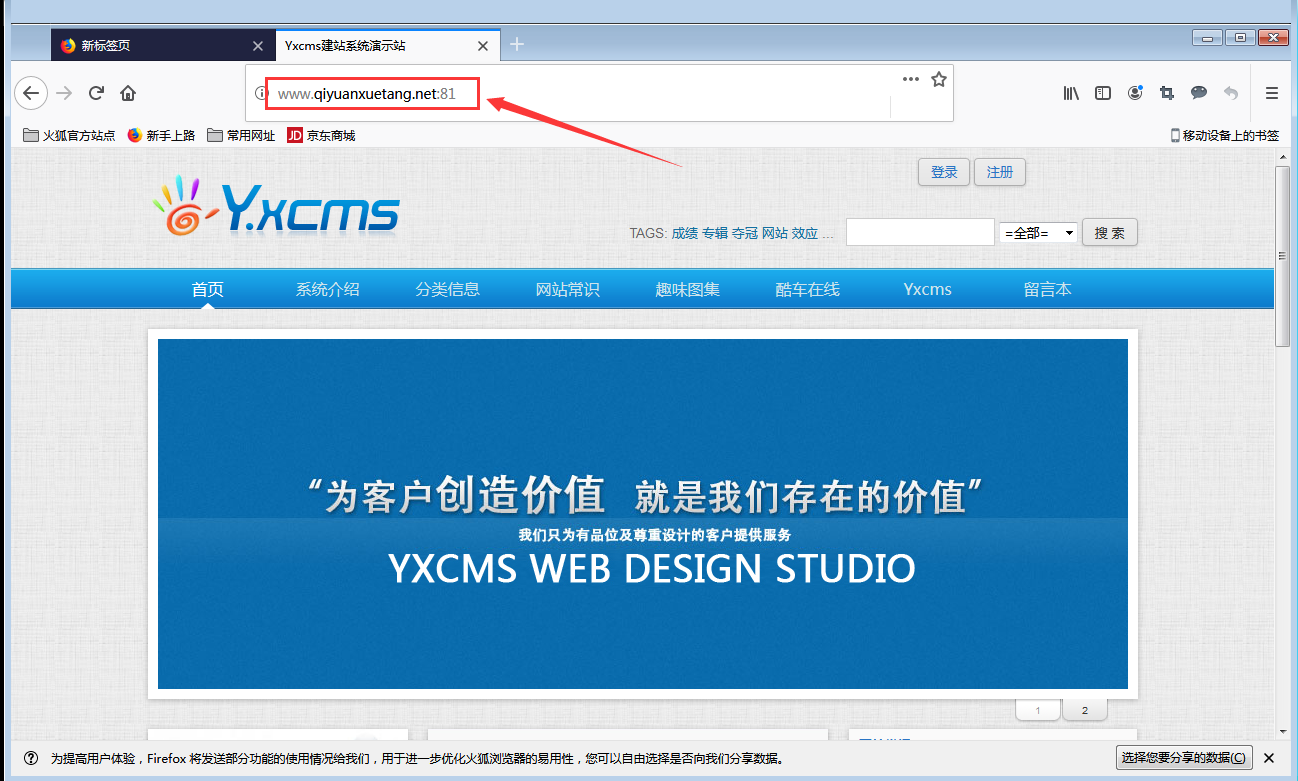 新标签页
Yxcms建站系统演示站
www.qiyuanxuetang.net:81
火狐官方站点 新手上路 常用网址 JD 京东商城 移动设备上的书签
登录 注册
Y.xcms
TAGS: 成绩 专辑 夺冠 网站 效应 ... =全部= 搜 索
首页 系统介绍 分类信息 网站常识 趣味图集 酷车在线 Yxcms 留言本
“为客户创造价值 就是我们存在的价值”
我们只为有品位及尊重设计的客户提供服务
YXCMS WEB DESIGN STUDIO
1 2
为提高用户体验，Firefox 将发送部分功能的使用情况给我们，用于进一步优化火狐浏览器的易用性，您可以自由选择是否向我们分享数据。 选择您要分享的数据(C)